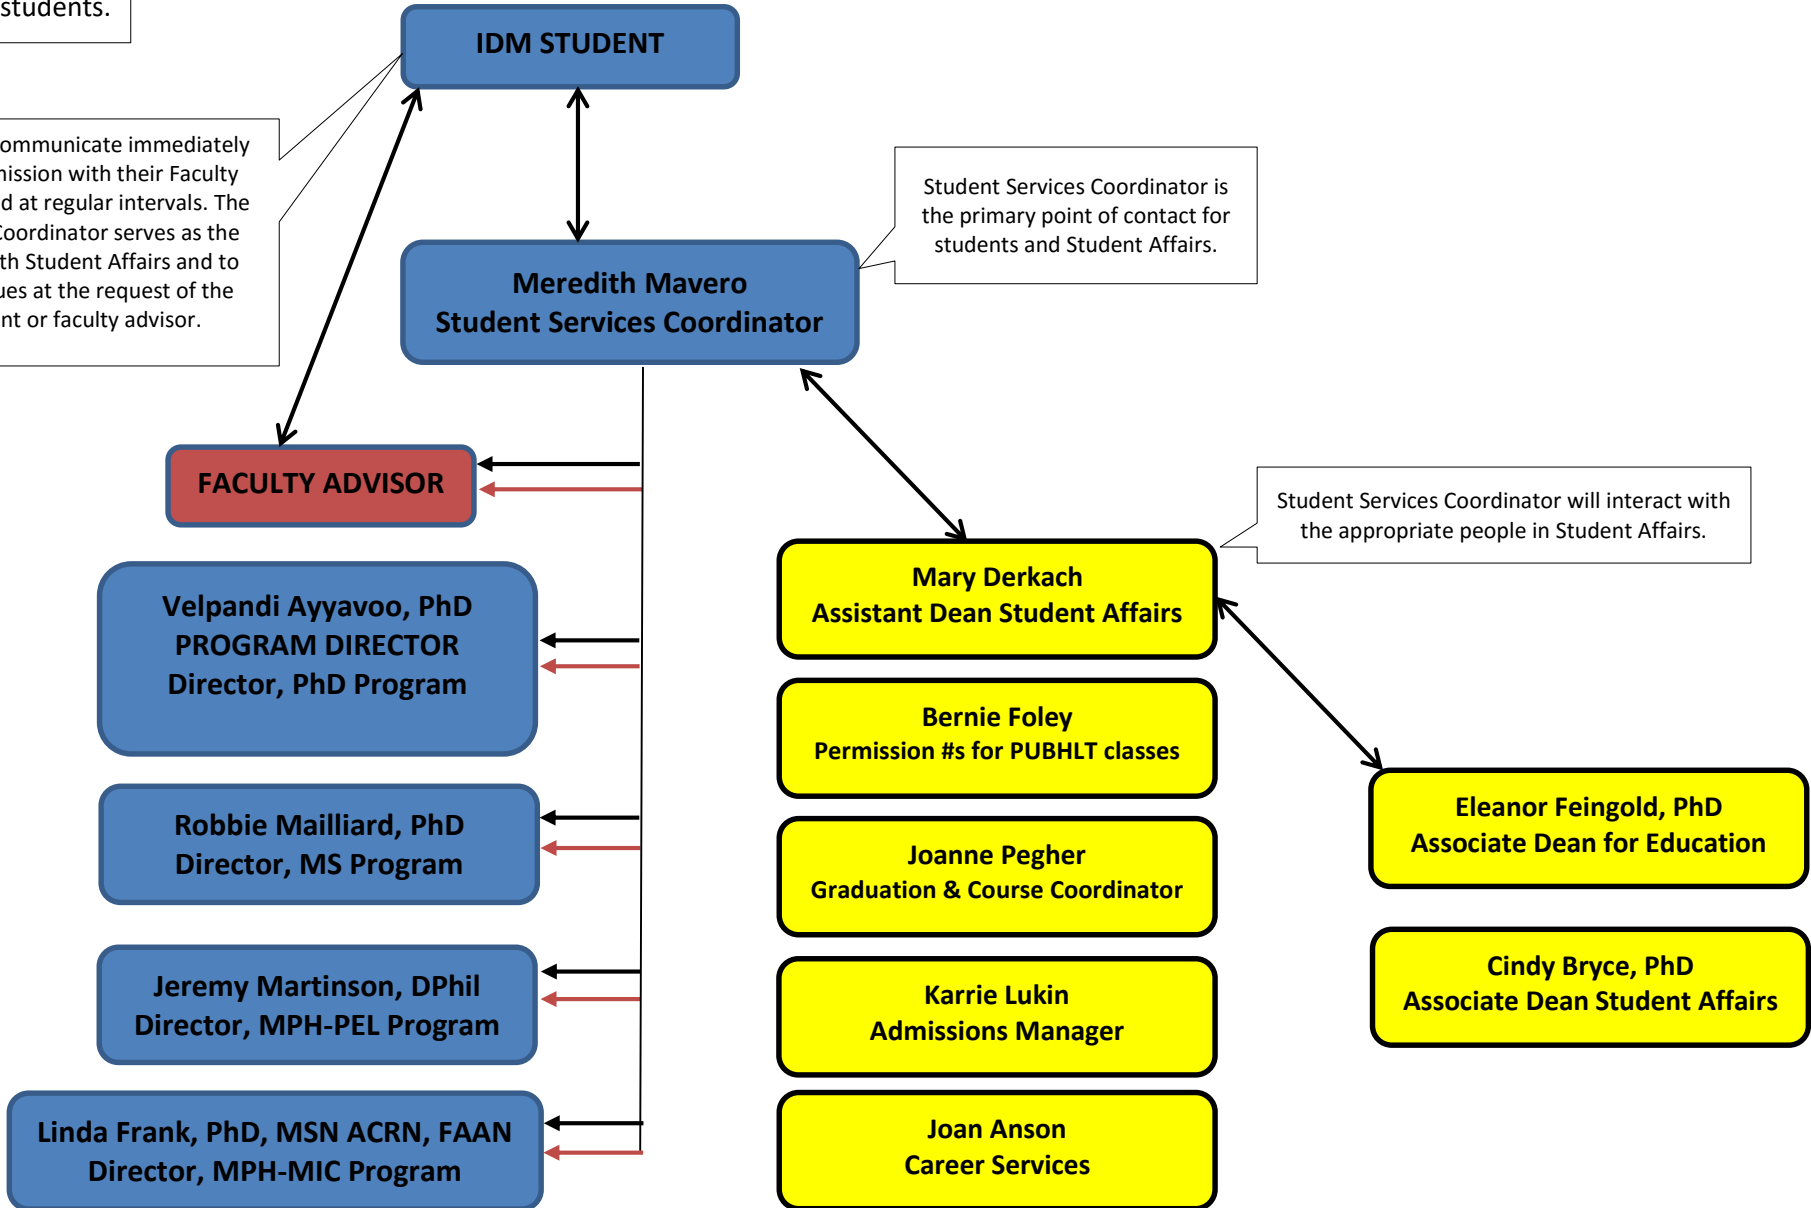 students.
IDM STUDENT
communicate immediately
mission with their Faculty
d at regular intervals. The
Coordinator serves as the
th Student Affairs and to
ues at the request of the
nt or faculty advisor.
Student Services Coordinator is
the primary point of contact for
students and Student Affairs.
Meredith Mavero
Student Services Coordinator
FACULTY ADVISOR
Student Services Coordinator will interact with
the appropriate people in Student Affairs.
Velpandi Ayyavoo, PhD
PROGRAM DIRECTOR
Director, PhD Program
Mary Derkach
Assistant Dean Student Affairs
Bernie Foley
Permission #s for PUBHLT classes
Robbie Mailliard, PhD
Director, MS Program
Joanne Pegher
Graduation & Course Coordinator
Eleanor Feingold, PhD
Associate Dean for Education
Jeremy Martinson, DPhil
Director, MPH-PEL Program
Karrie Lukin
Admissions Manager
Cindy Bryce, PhD
Associate Dean Student Affairs
Linda Frank, PhD, MSN ACRN, FAAN
Director, MPH-MIC Program
Joan Anson
Career Services